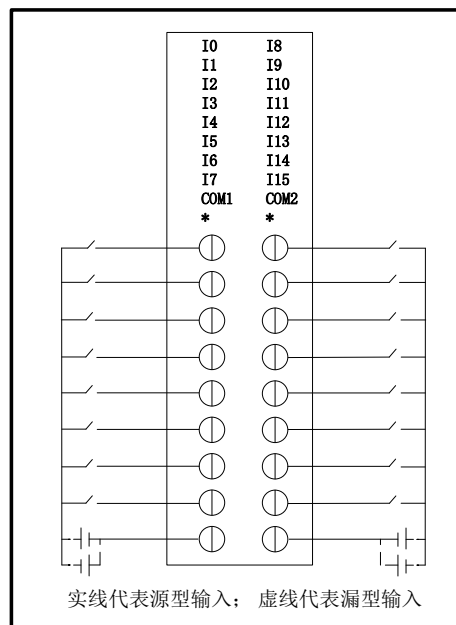 I0 I8
I1 I9
I2 I10
I3 I11
I4 I12
I5 I13
I6 I14
I7 I15
COM1 COM2
* *
实线代表源型输入； 虚线代表漏型输入